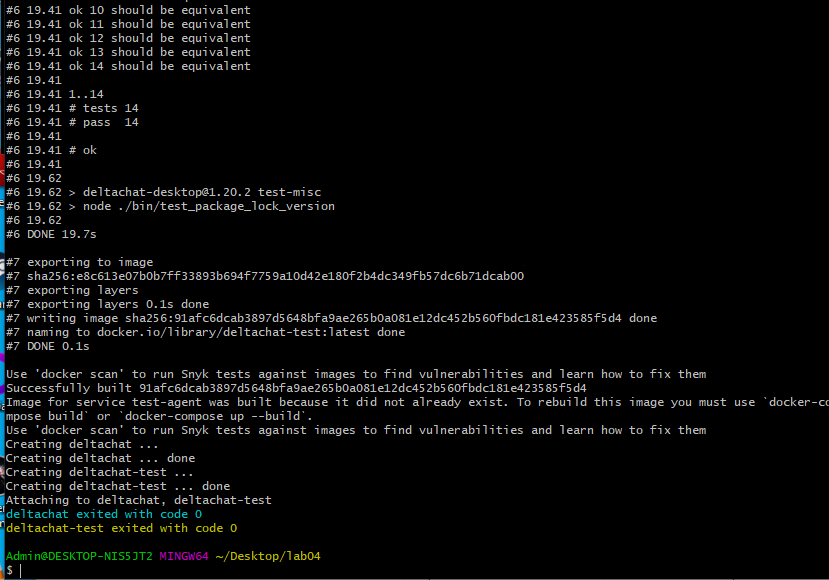 #6 19.41 ok 10 should be equivalent
#6 19.41 ok 11 should be equivalent
#6 19.41 ok 12 should be equivalent
#6 19.41 ok 13 should be equivalent
#6 19.41 ok 14 should be equivalent
#6 19.41
#6 19.41 1..14
#6 19.41 # tests 14
#6 19.41 # pass  14
#6 19.41
#6 19.41 # ok
#6 19.41
#6 19.62
#6 19.62 > deltachat-desktop@1.20.2 test-misc
#6 19.62 > node ./bin/test_package_lock_version
#6 19.62
#6 DONE 19.7s
#7 exporting to image
#7 sha256:e8c613e07b0b7ff33893b694f7759a10d42e180f2b4dc349fb57dc6b71dcab00
#7 exporting layers
#7 exporting layers 0.1s done
#7 writing image sha256:91afc6dcab3897d5648bfa9ae265b0a081e12dc452b560fbdc181e423585f5d4 done
#7 naming to docker.io/library/deltachat-test:latest done
#7 DONE 0.1s
Use 'docker scan' to run Snyk tests against images to find vulnerabilities and learn how to fix them
Successfully built 91afc6dcab3897d5648bfa9ae265b0a081e12dc452b560fbdc181e423585f5d4
Image for service test-agent was built because it did not already exist. To rebuild this image you must use `docker-co
mpose build` or `docker-compose up --build`.
Use 'docker scan' to run Snyk tests against images to find vulnerabilities and learn how to fix them
Creating deltachat ...
Creating deltachat ... done
Creating deltachat-test ...
Creating deltachat-test ... done
Attaching to deltachat, deltachat-test
deltachat exited with code 0
deltachat-test exited with code 0
Admin@DESKTOP-NIS5JT2 MINGW64 ~/Desktop/lab04
$